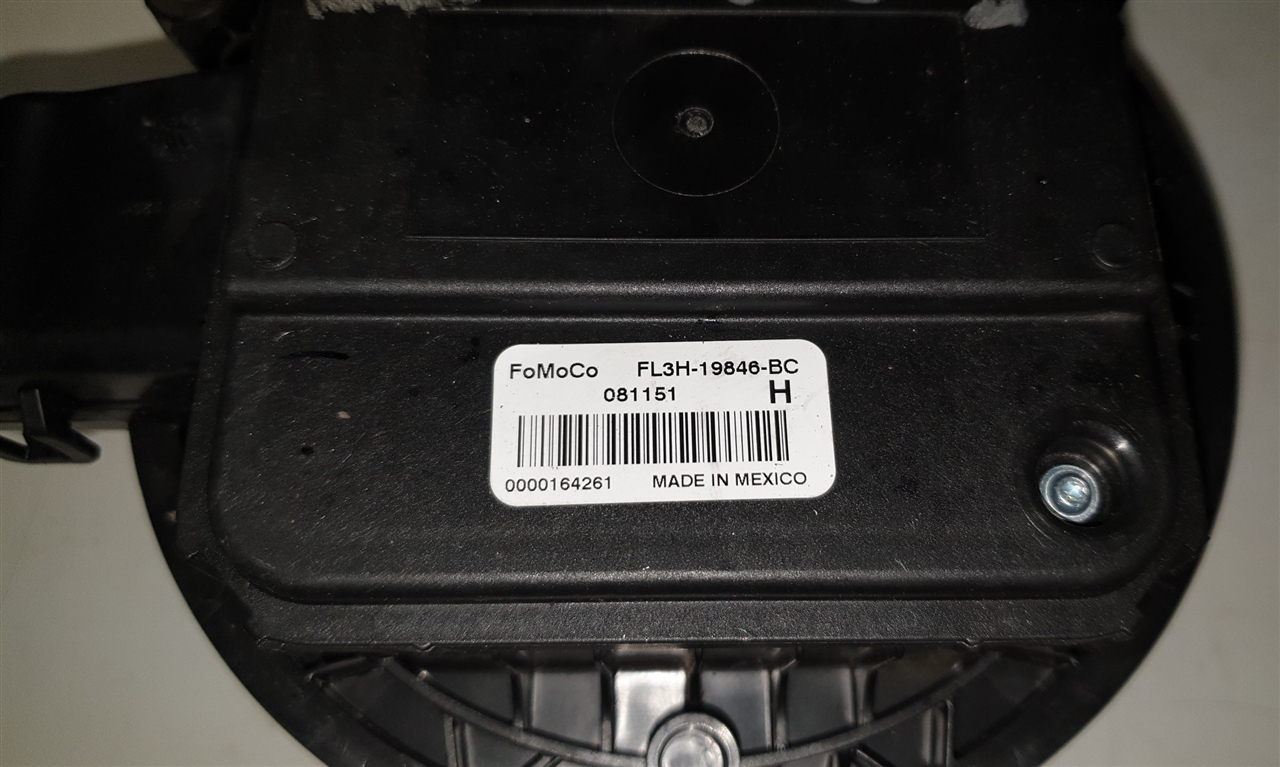 FoMoCo FL3H-19846-BC
081151 H
0000164261 MADE IN MEXICO